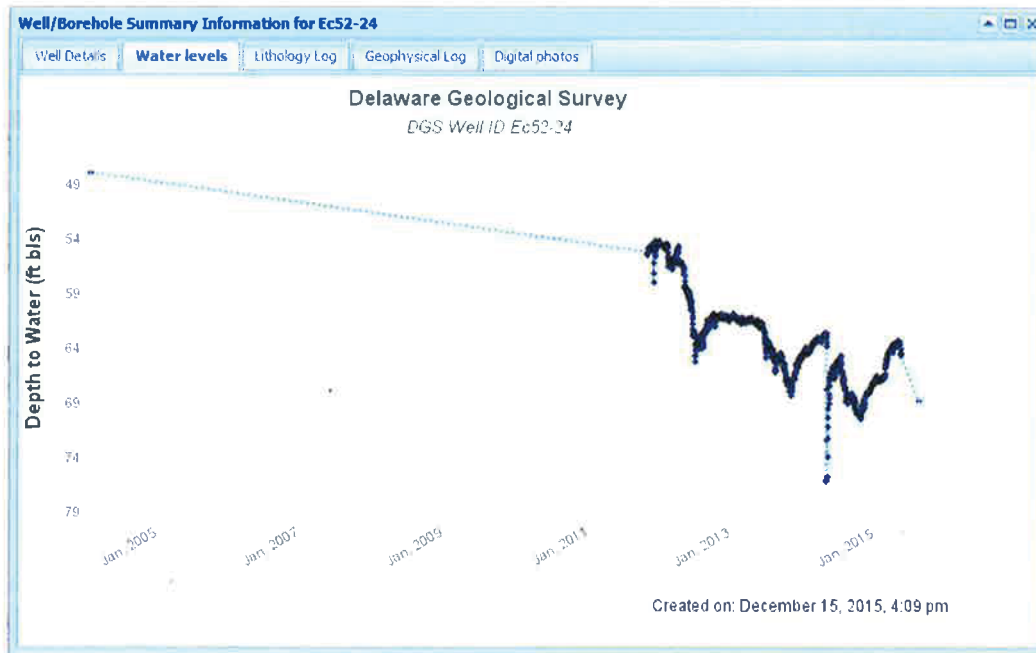 Well/Borehole Summary Information for Ec52-24
Well Details Water levels Lithology Log Geophysical Log Digital photos
Delaware Geological Survey
DGS Well ID Ec52-24
Depth to Water (ft bls)
49
54
59
64
69
74
79
Jan, 2005 Jan, 2007 Jan, 2009 Jan, 2011 Jan, 2013 Jan, 2015
Created on: December 15, 2015, 4:09 pm